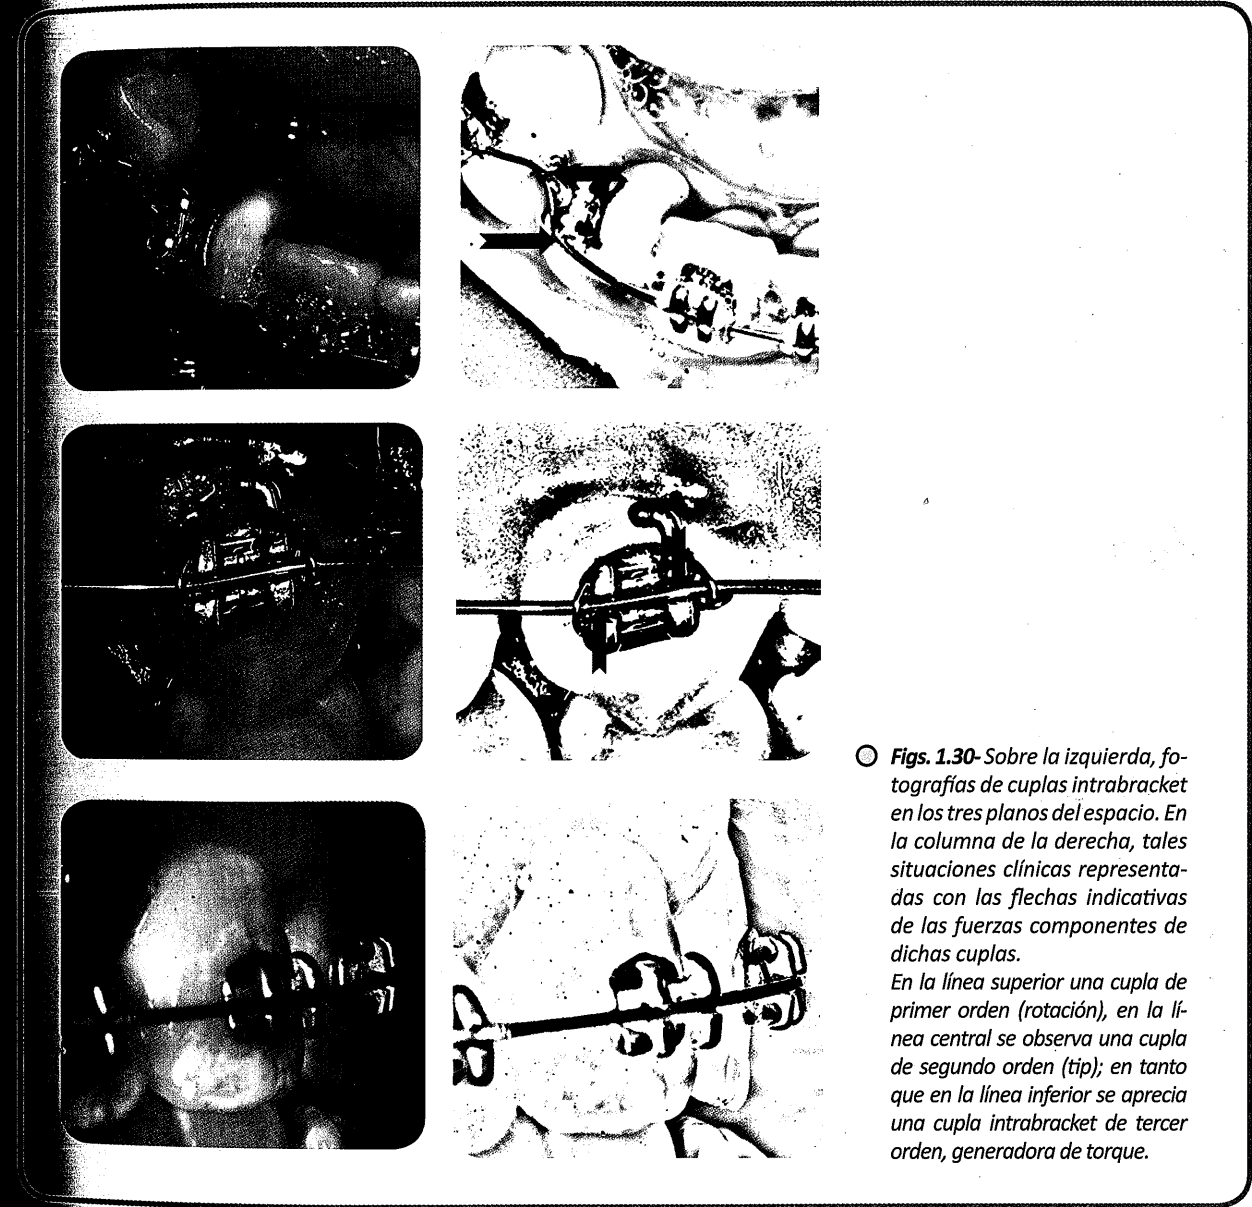 Figs. 1.30- Sobre la izquierda, fo-
tografías de cuplas intrabracket
en los tres planos del espacio. En
la columna de la derecha, tales
situaciones clínicas representa-
das con las flechas indicativas
de las fuerzas componentes de
dichas cuplas.
En la línea superior una cupla de
primer orden (rotación), en la lí-
nea central se observa una cupla
de segundo orden (tip); en tanto
que en la línea inferior se aprecia
una cupla intrabracket de tercer
orden, generadora de torque.